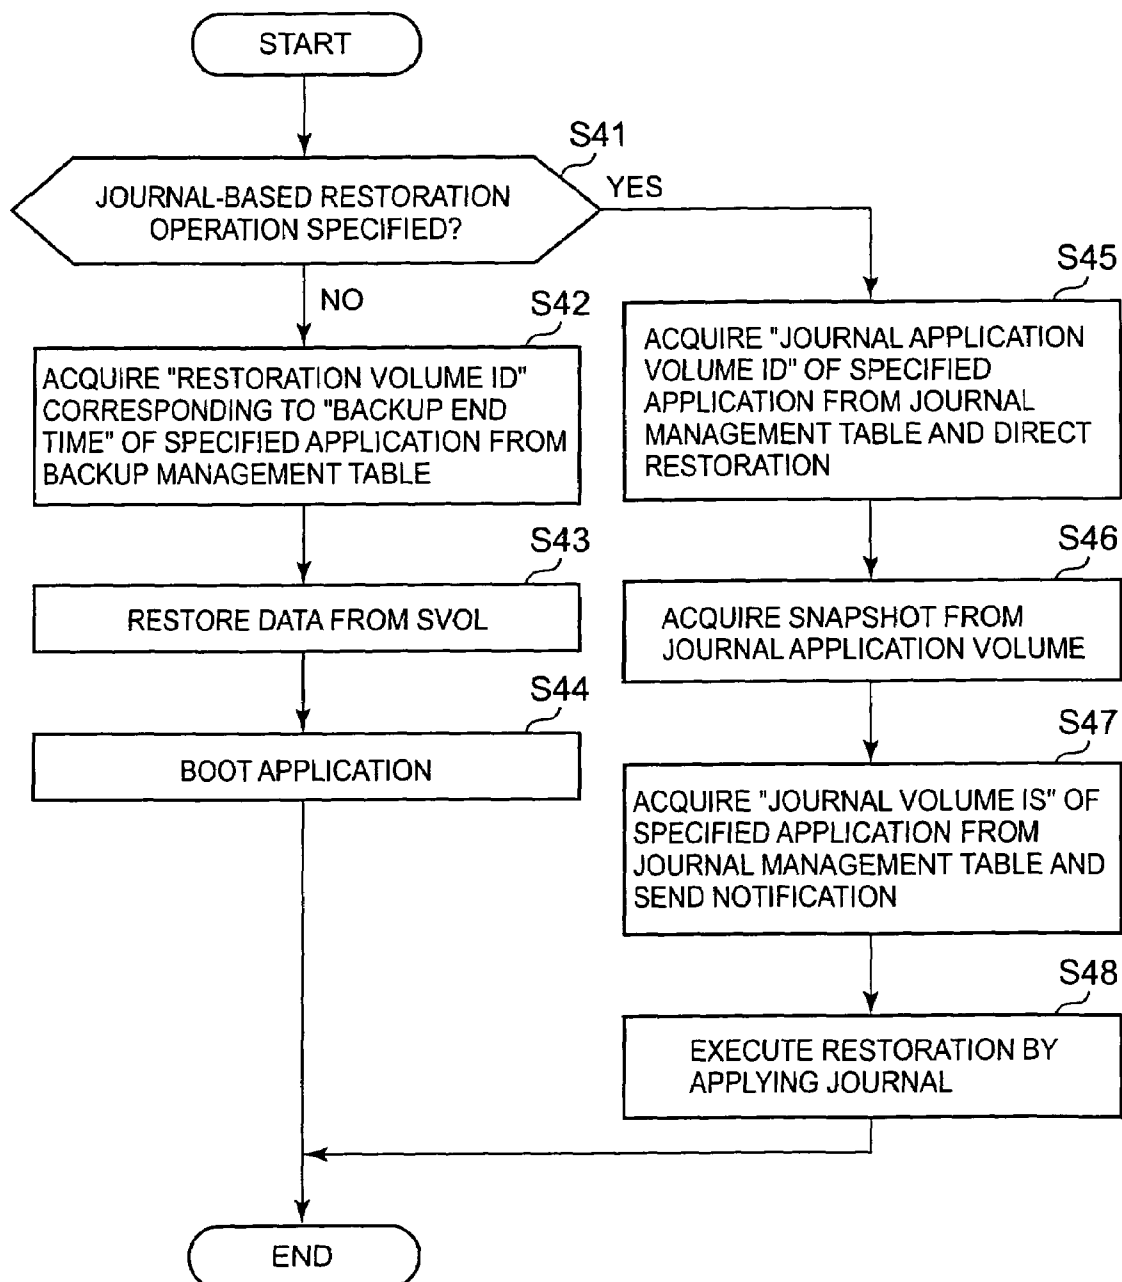 START
S41
JOURNAL-BASED RESTORATION
OPERATION SPECIFIED?
YES
NO
S42
ACQUIRE "RESTORATION VOLUME ID"
CORRESPONDING TO "BACKUP END
TIME" OF SPECIFIED APPLICATION FROM
BACKUP MANAGEMENT TABLE
S43
RESTORE DATA FROM SVOL
S44
BOOT APPLICATION
S45
ACQUIRE "JOURNAL APPLICATION
VOLUME ID" OF SPECIFIED
APPLICATION FROM JOURNAL
MANAGEMENT TABLE AND DIRECT
RESTORATION
S46
ACQUIRE SNAPSHOT FROM
JOURNAL APPLICATION VOLUME
S47
ACQUIRE "JOURNAL VOLUME IS" OF
SPECIFIED APPLICATION FROM
JOURNAL MANAGEMENT TABLE AND
SEND NOTIFICATION
S48
EXECUTE RESTORATION BY
APPLYING JOURNAL
END